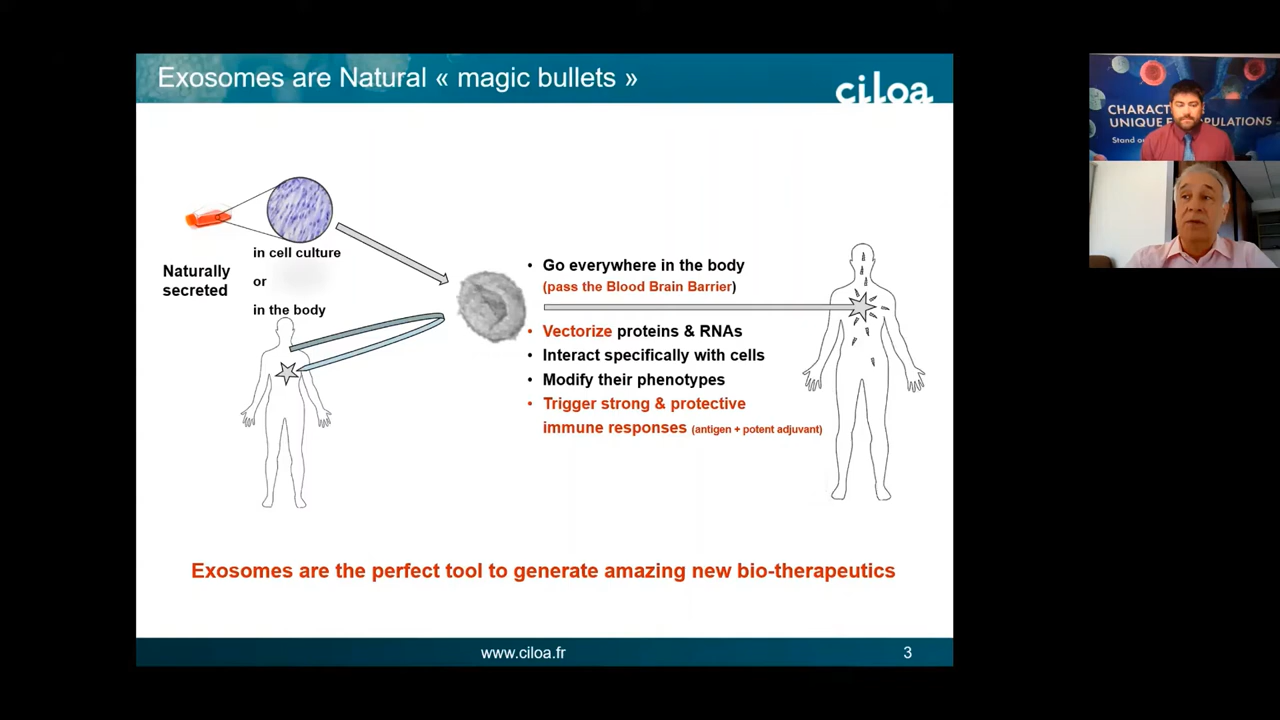 Exosomes are Natural « magic bullets »
ciloa
Naturally
secreted
in cell culture
or
in the body
• Go everywhere in the body
(pass the Blood Brain Barrier)
• Vectorize proteins & RNAs
• Interact specifically with cells
• Modify their phenotypes
• Trigger strong & protective
immune responses (antigen + potent adjuvant)
Exosomes are the perfect tool to generate amazing new bio-therapeutics
www.ciloa.fr
3
UNIQUE
Stand